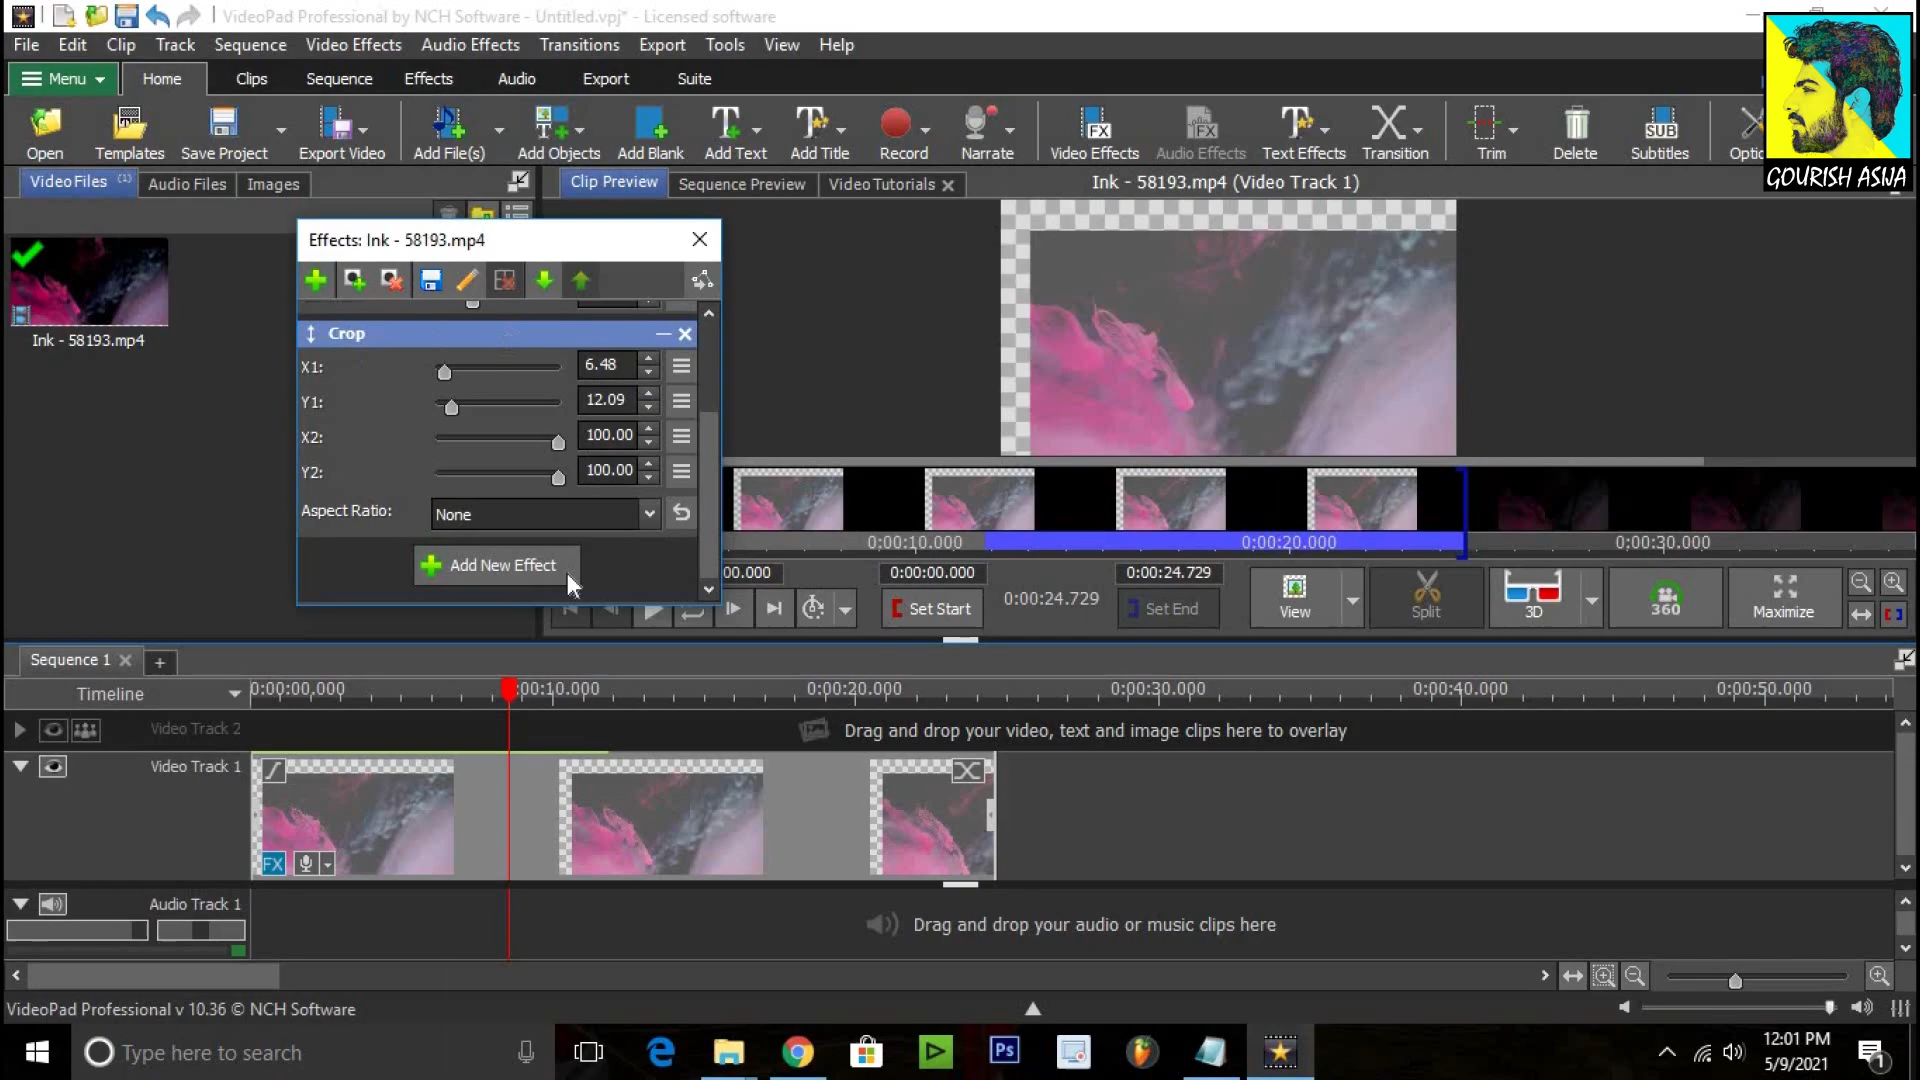 VideoPad Professional by NCH Software - Untitled.vpj* - Licensed software
File Edit Clip Track Sequence Video Effects Audio Effects Transitions Export Tools View Help
Menu Home Clips Sequence Effects Audio Export Suite
FX FX SUB
Open Templates Save Project Export Video Add File(s) Add Objects Add Blank Add Text Add Title Record Narrate Video Effects Audio Effects Text Effects Transition Trim Delete Subtitles
GOURISH ASIJA
Video Files (1) Audio Files Images Clip Preview Sequence Preview Video Tutorials Ink - 58193.mp4 (Video Track 1)
Effects: Ink - 58193.mp4
Ink - 58193.mp4
Crop
X1: 6.48
Y1: 12.09
X2: 100.00
Y2: 100.00
Aspect Ratio: None
Add New Effect
0:00:10.000 0:00:20.000 0:00:30.000
00.000 0:00:00.000 0:00:24.729
Set Start 0:00:24.729 Set End View Split 3D 360 Maximize
Sequence 1
Timeline 0:00:00.000 :00:10.000 0:00:20.000 0:00:30.000 0:00:40.000 0:00:50.000
Video Track 2 Drag and drop your video, text and image clips here to overlay
Video Track 1
FX
Audio Track 1
Drag and drop your audio or music clips here
VideoPad Professional v 10.36 © NCH Software
Type here to search Ps 12:01 PM
5/9/2021
1